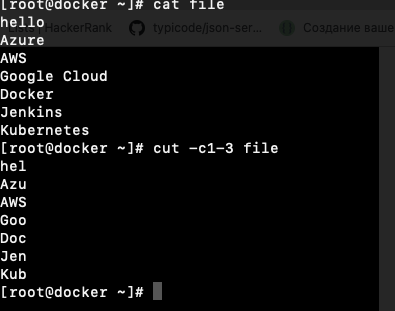 [root@docker ~]# cat file
hello
Lists | HackerRank typicode/json-ser... Создание ваше
Azure
AWS
Google Cloud
Docker
Jenkins
Kubernetes
[root@docker ~]# cut -c1-3 file
hel
Azu
AWS
Goo
Doc
Jen
Kub
[root@docker ~]#